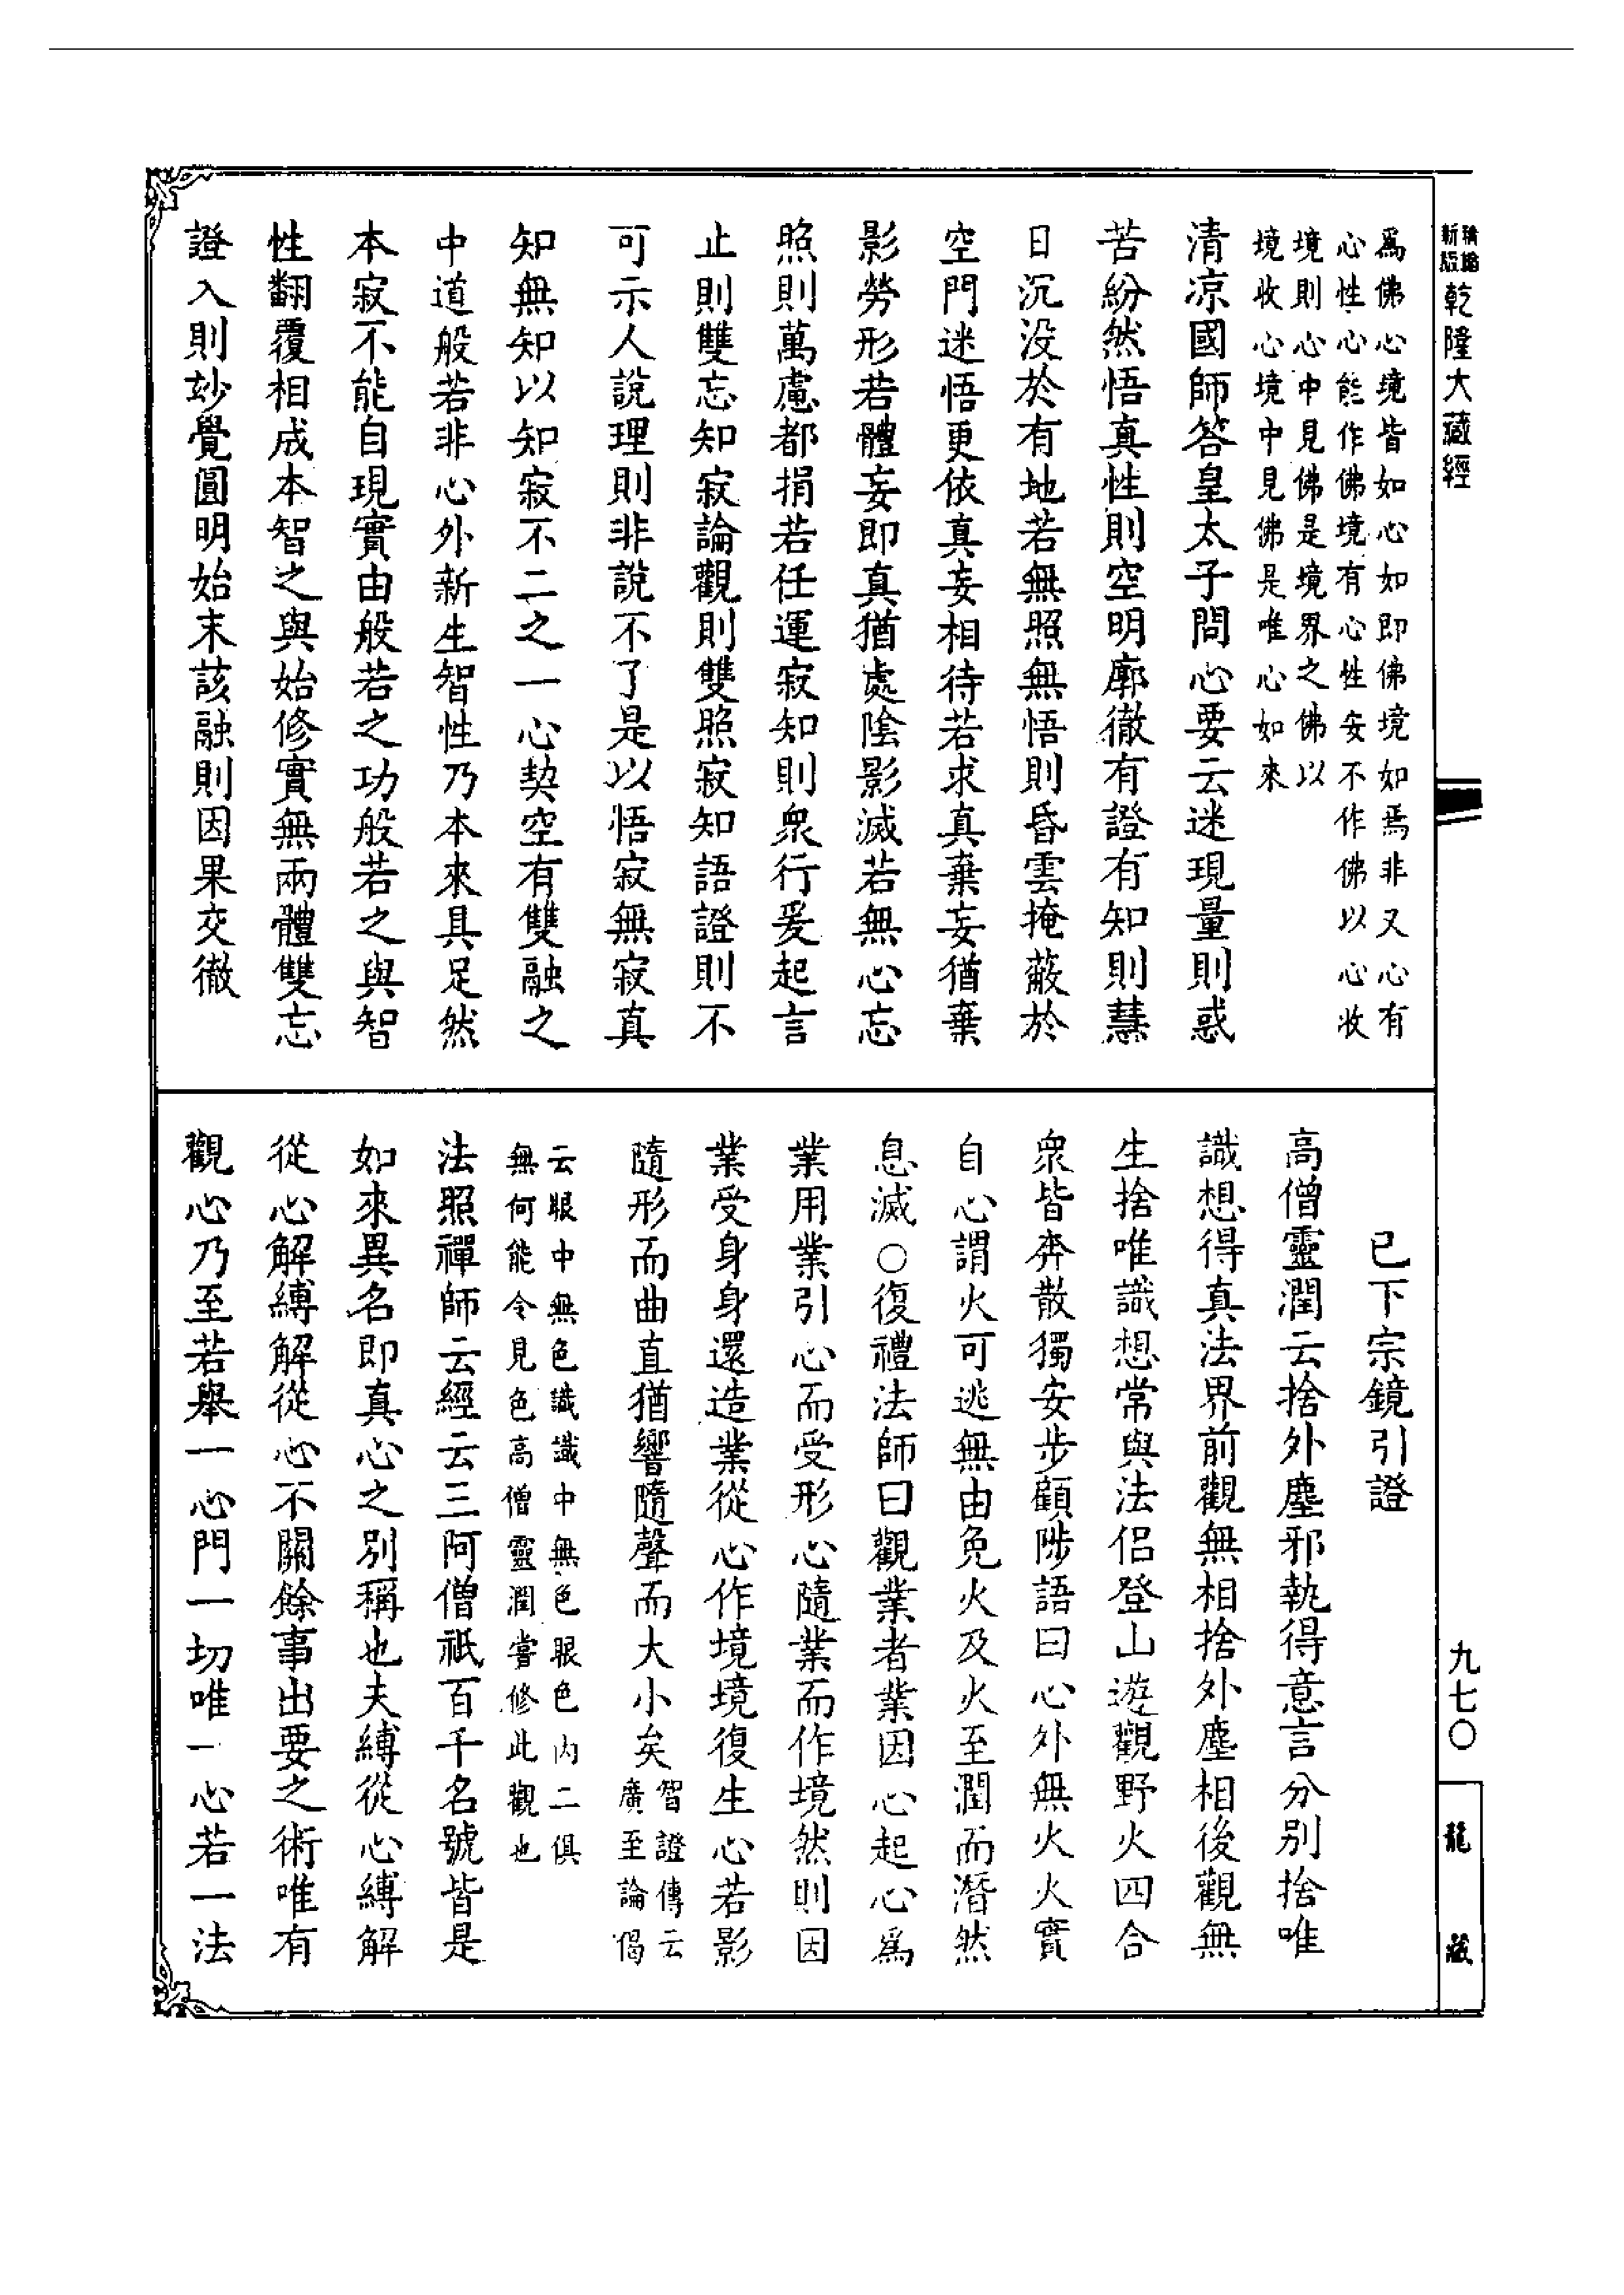 精縮
新版
乾隆大藏經
為佛心境皆如心如即佛境如焉非又心有
心性心能作佛境有心性安不作佛以心收
境則心中見佛是境界之佛以
境收心境中見佛是唯心如來
清涼國師答皇太子問心要云迷現量則惑
苦紛然悟真性則空明廓徹有證有知則慧
日沉没於有地若無照無悟則昏雲掩蔽於
空門迷悟更依真妄相待若求真棄妄猶棄
影勞形若體妄即真猶處陰影滅若無心忘
照則萬慮都捐若任運寂知則眾行爰起言
止則雙忘知寂論觀則雙照寂知語證則不
可示人說理則非說不了是以悟寂無寂真
知無知以知寂不二之一心契空有雙融之
中道般若非心外新生智性乃本來具足然
本寂不能自現實由般若之功般若之與智
性翻覆相成本智之與始修實無兩體雙忘
證入則妙覺圓明始末該融則因果交徹
已下宗鏡引證
高僧靈潤云捨外塵邪執得意言分別捨唯
識想得真法界前觀無相捨外塵相後觀無
生捨唯識想常與法侶登山遊觀野火四合
眾皆奔散獨安步顧陟語曰心外無火火實
自心謂火可逃無由免火及火至潤而潛然
息滅○復禮法師曰觀業者業因心起心為
業用業引心而受形心隨業而作境然則因
業受身身還造業從心作境境復生心若影
隨形而曲直猶響隨聲而大小矣
智證傳云
廣至論偈
云眼中無色識識中無色眼色內二俱
無何能令見色高僧靈潤嘗修此觀也
法照禪師云經云三阿僧祇百千名號皆是
如來異名即真心之別稱也夫縛從心縛解
從心解縛解從心不關餘事出要之術唯有
觀心乃至若舉一心門一切唯一心若一法
九七〇
龍藏